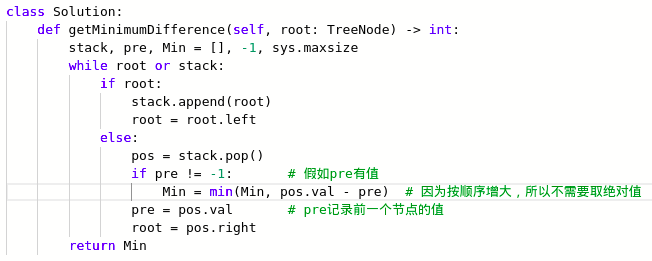 class Solution:
    def getMinimumDifference(self, root: TreeNode) -> int:
        stack, pre, Min = [], -1, sys.maxsize
        while root or stack:
            if root:
                stack.append(root)
                root = root.left
            else:
                pos = stack.pop()
                if pre != -1:       # 假如pre有值
                    Min = min(Min, pos.val - pre)  # 因为按顺序增大，所以不需要取绝对值
                pre = pos.val       # pre记录前一个节点的值
                root = pos.right
        return Min